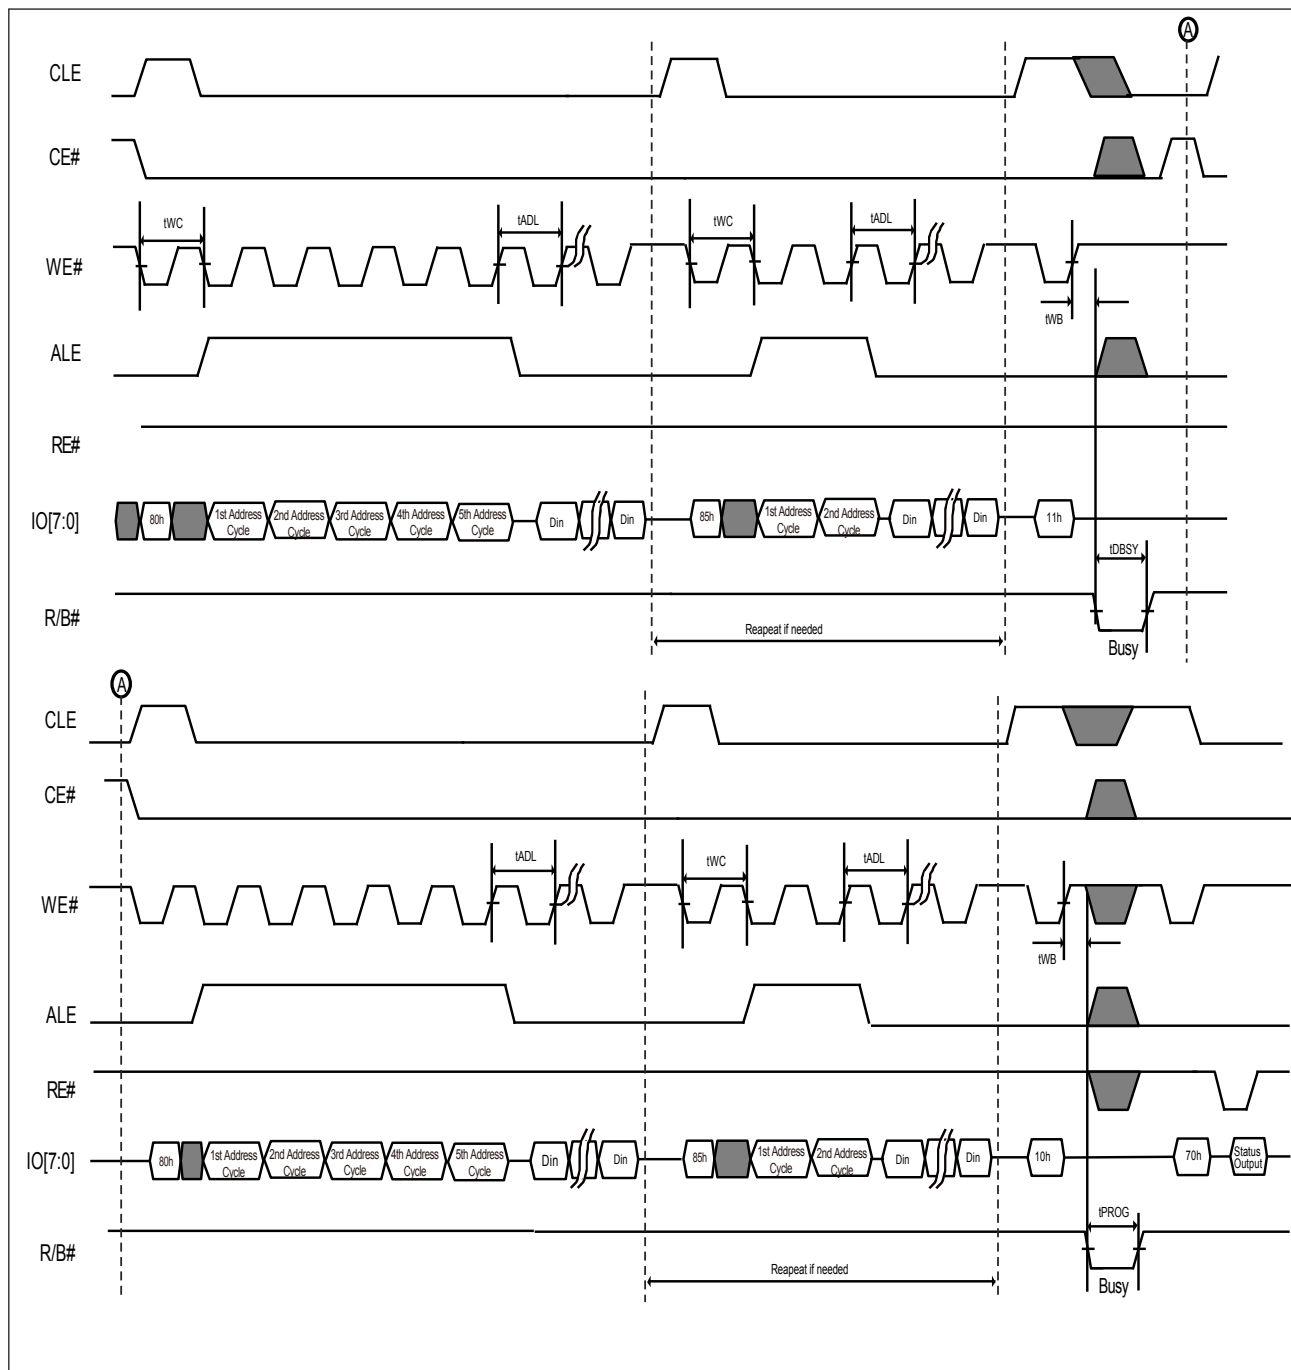 A
CLE
CE#
tWC
tADL
tWC
tADL
WE#
tWB
ALE
RE#
IO[7:0]
80h
1st Address Cycle
2nd Address Cycle
3rd Address Cycle
4th Address Cycle
5th Address Cycle
Din
Din
85h
1st Address Cycle
2nd Address Cycle
Din
Din
11h
tDBSY
R/B#
Reapeat if needed
Busy
A
CLE
CE#
tADL
tWC
tADL
WE#
tWB
ALE
RE#
IO[7:0]
80h
1st Address Cycle
2nd Address Cycle
3rd Address Cycle
4th Address Cycle
5th Address Cycle
Din
Din
85h
1st Address Cycle
2nd Address Cycle
Din
Din
10h
70h
Status Output
tPROG
R/B#
Reapeat if needed
Busy